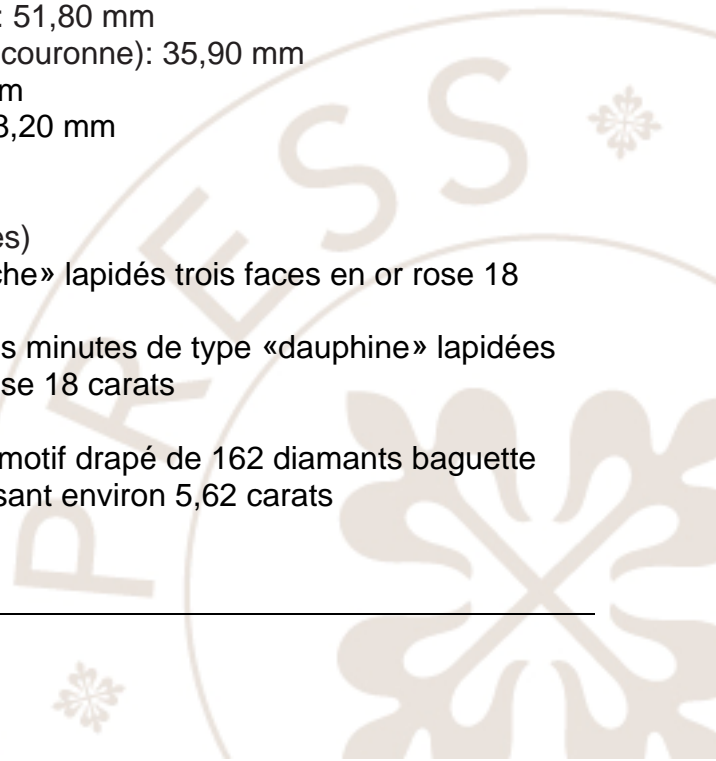 : 51,80 mm
couronne): 35,90 mm
m
3,20 mm
es)
che» lapidés trois faces en or rose 18
s minutes de type «dauphine» lapidées
se 18 carats
motif drapé de 162 diamants baguette
sant environ 5,62 carats
PRESS